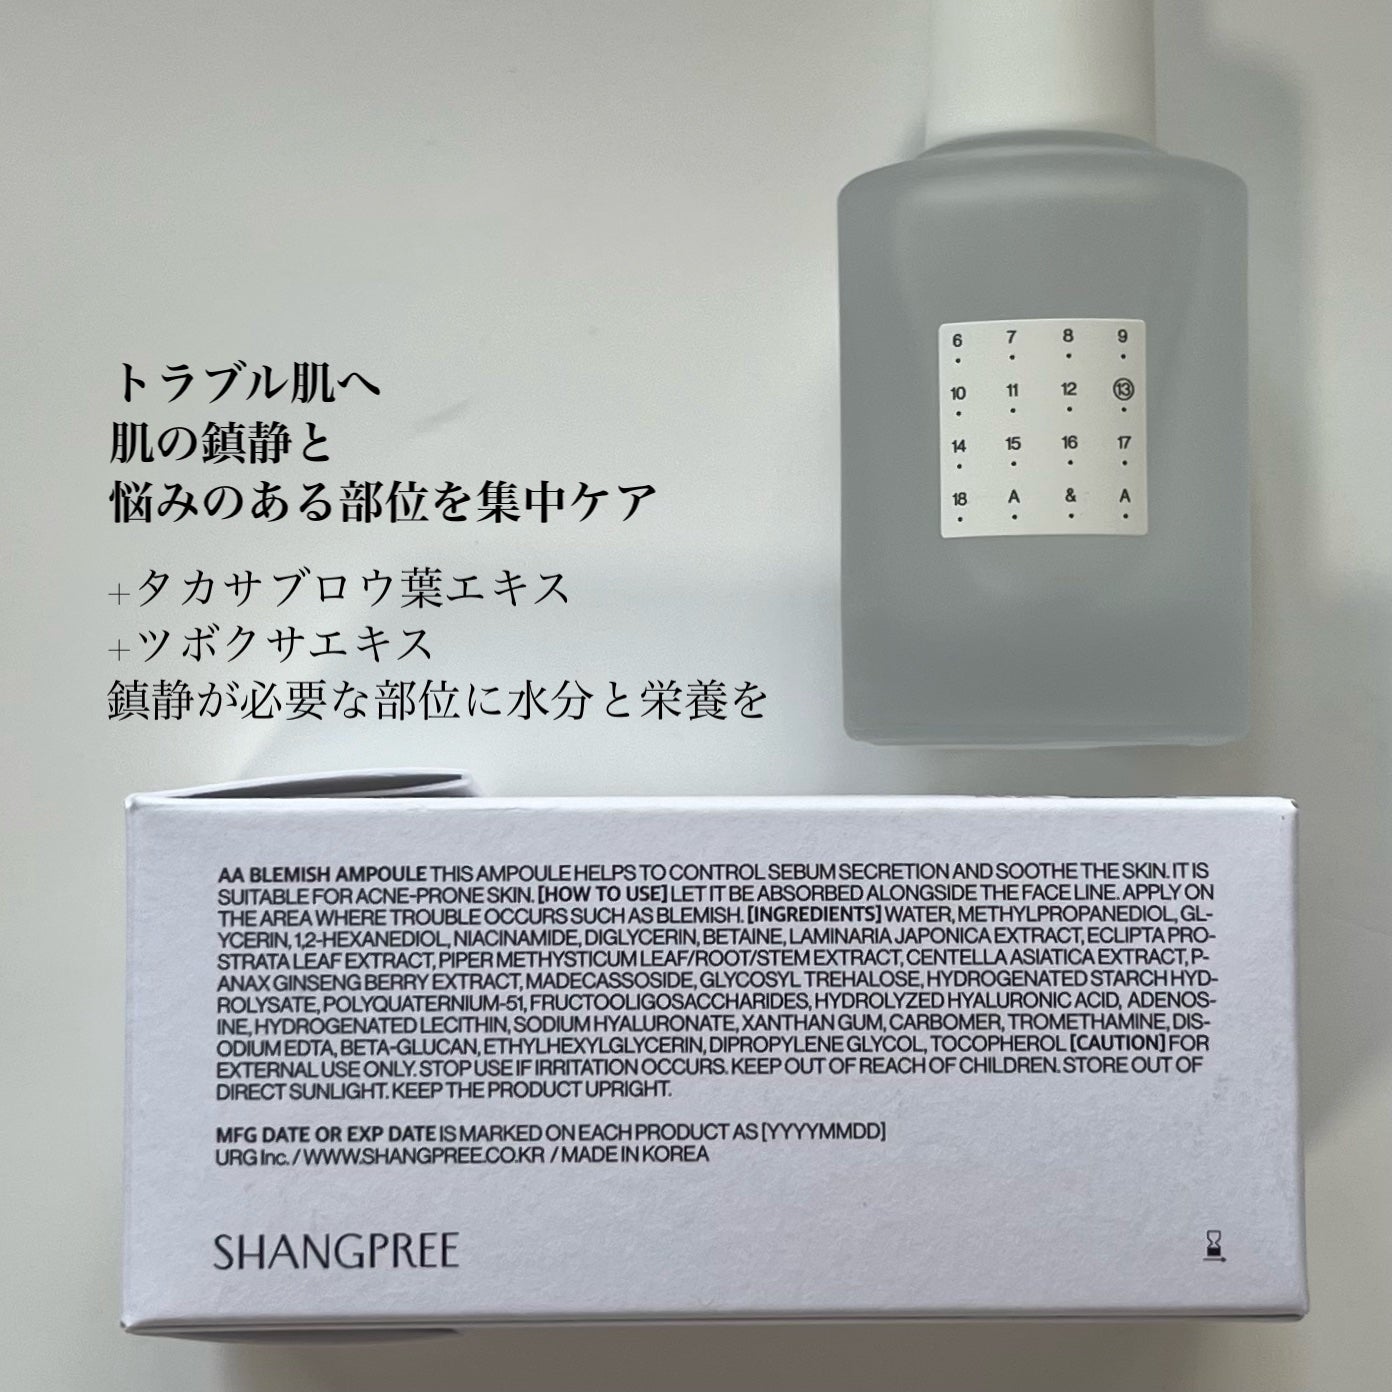 6 7 8 9
10 11 12 13
14 15 16 17
18 A & A
トラブル肌へ
肌の鎮静と
悩みのある部位を集中ケア
+タカサブロウ葉エキス
+ツボクサエキス
鎮静が必要な部位に水分と栄養を
AA BLEMISH AMPOULE THIS AMPOULE HELPS TO CONTROL SEBUM SECRETION AND SOOTHE THE SKIN. IT IS
SUITABLE FOR ACNE-PRONE SKIN. [HOW TO USE] LET IT BE ABSORBED ALONGSIDE THE FACE LINE. APPLY ON
THE AREA WHERE TROUBLE OCCURS SUCH AS BLEMISH. [INGREDIENTS] WATER, METHYLPROPANEDIOL, GL-
YCERIN, 1,2-HEXANEDIOL, NIACINAMIDE, DIGLYCERIN, BETAINE, LAMINARIA JAPONICA EXTRACT, ECLIPTA PRO-
STRATA LEAF EXTRACT, PIPER METHYSTICUM LEAF/ROOT/STEM EXTRACT, CENTELLA ASIATICA EXTRACT, P-
ANAX GINSENG BERRY EXTRACT, MADECASSOSIDE, GLYCOSYL TREHALOSE, HYDROGENATED STARCH HYD-
ROLYSATE, POLYQUATERNIUM-51, FRUCTOOLIGOSACCHARIDES, HYDROLYZED HYALURONIC ACID, ADENOS-
INE, HYDROGENATED LECITHIN, SODIUM HYALURONATE, XANTHAN GUM, CARBOMER, TROMETHAMINE, DIS-
ODIUM EDTA, BETA-GLUCAN, ETHYLHEXYLGLYCERIN, DIPROPYLENE GLYCOL, TOCOPHEROL [CAUTION] FOR
EXTERNAL USE ONLY. STOP USE IF IRRITATION OCCURS. KEEP OUT OF REACH OF CHILDREN. STORE OUT OF
DIRECT SUNLIGHT. KEEP THE PRODUCT UPRIGHT.
MFG DATE OR EXP DATE IS MARKED ON EACH PRODUCT AS [YYYYMMDD]
URG Inc. / WWW.SHANGPREE.CO.KR / MADE IN KOREA
SHANGPREE